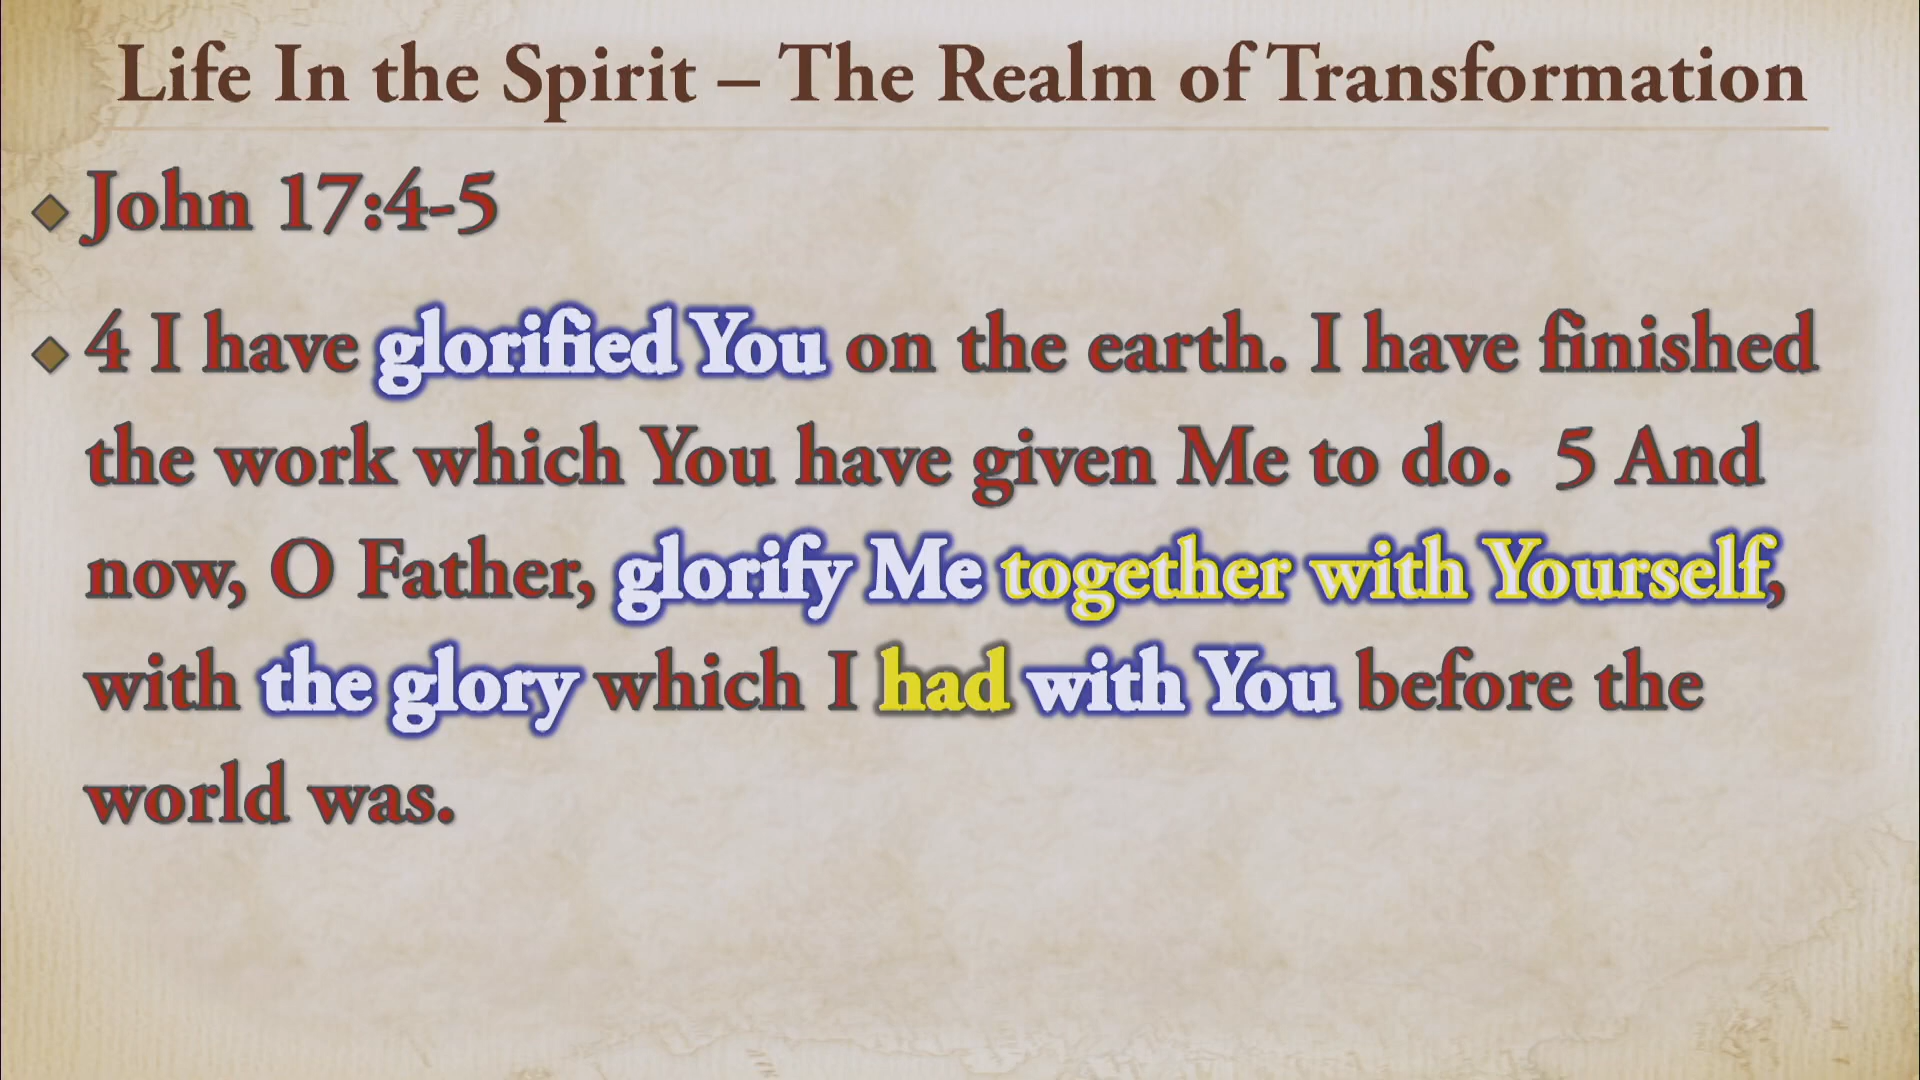 Life In the Spirit – The Realm of Transformation
John 17:4-5
4 I have glorified You on the earth. I have finished
the work which You have given Me to do.  5 And
now, O Father, glorify Me together with Yourself,
with the glory which I had with You before the
world was.